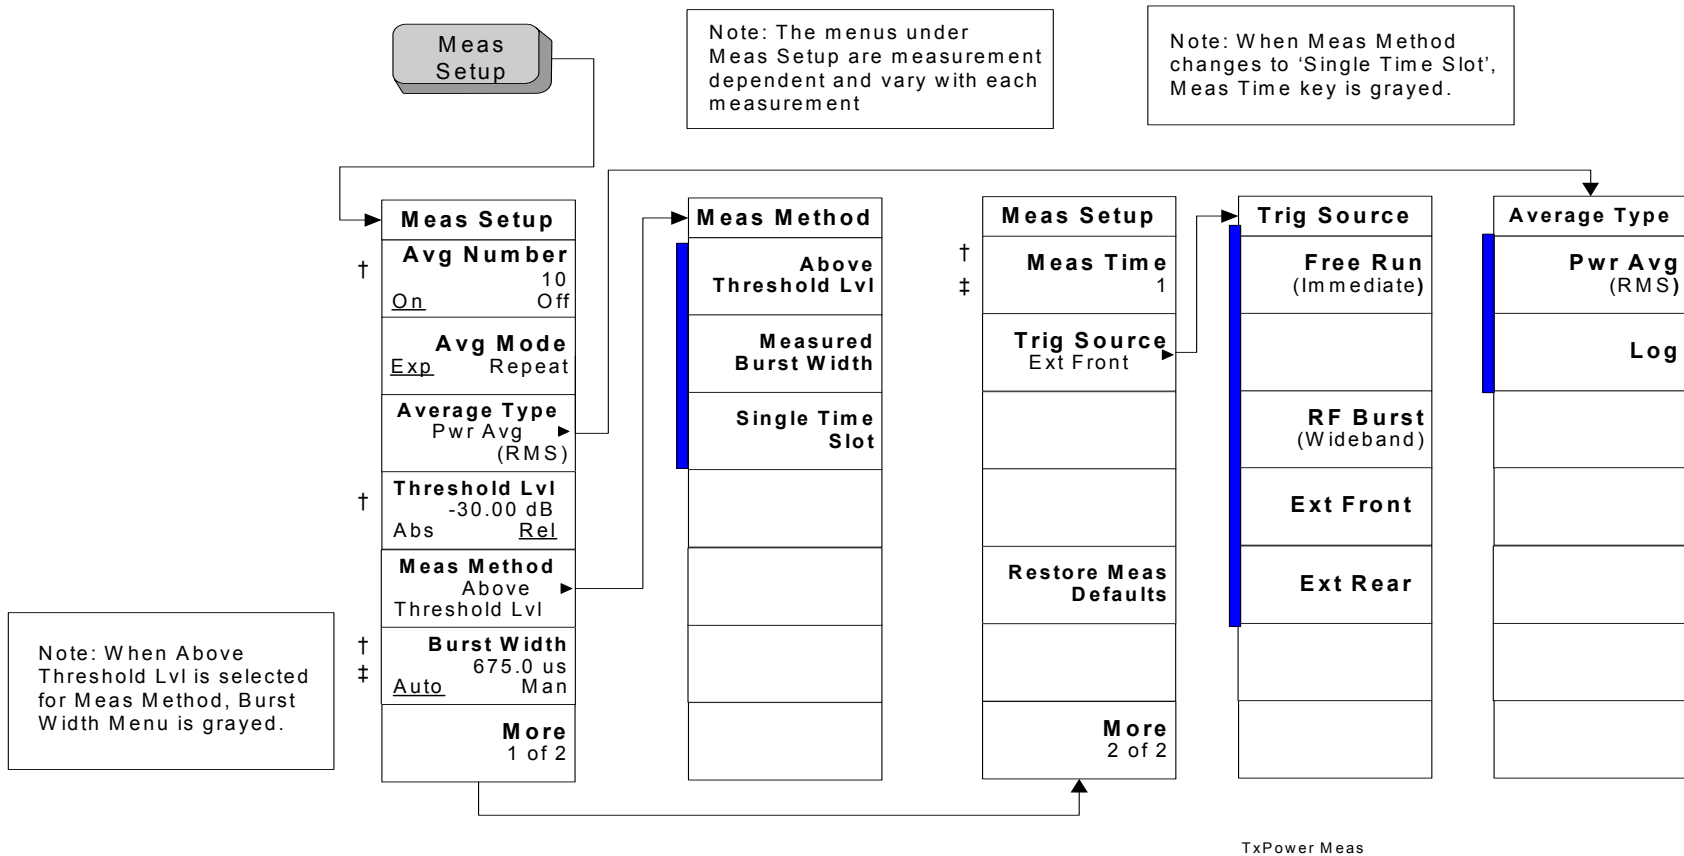 Meas
Setup
Note: The menus under
Meas Setup are measurement
dependent and vary with each
measurement
Note: When Meas Method
changes to ‘Single Time Slot’,
Meas Time key is grayed.
Meas Setup
† Avg Number
10
On Off
Avg Mode
Exp Repeat
Average Type
Pwr Avg
(RMS)
† Threshold Lvl
-30.00 dB
Abs Rel
Meas Method
Above
Threshold Lvl
† Burst Width
‡ 675.0 us
Auto Man
More
1 of 2
Note: When Above
Threshold Lvl is selected
for Meas Method, Burst
Width Menu is grayed.
Meas Method
Above
Threshold Lvl
Measured
Burst Width
Single Time
Slot
Meas Setup
† Meas Time
‡ 1
Trig Source
Ext Front
Restore Meas
Defaults
More
2 of 2
Trig Source
Free Run
(Immediate)
RF Burst
(Wideband)
Ext Front
Ext Rear
Average Type
Pwr Avg
(RMS)
Log
TxPower Meas